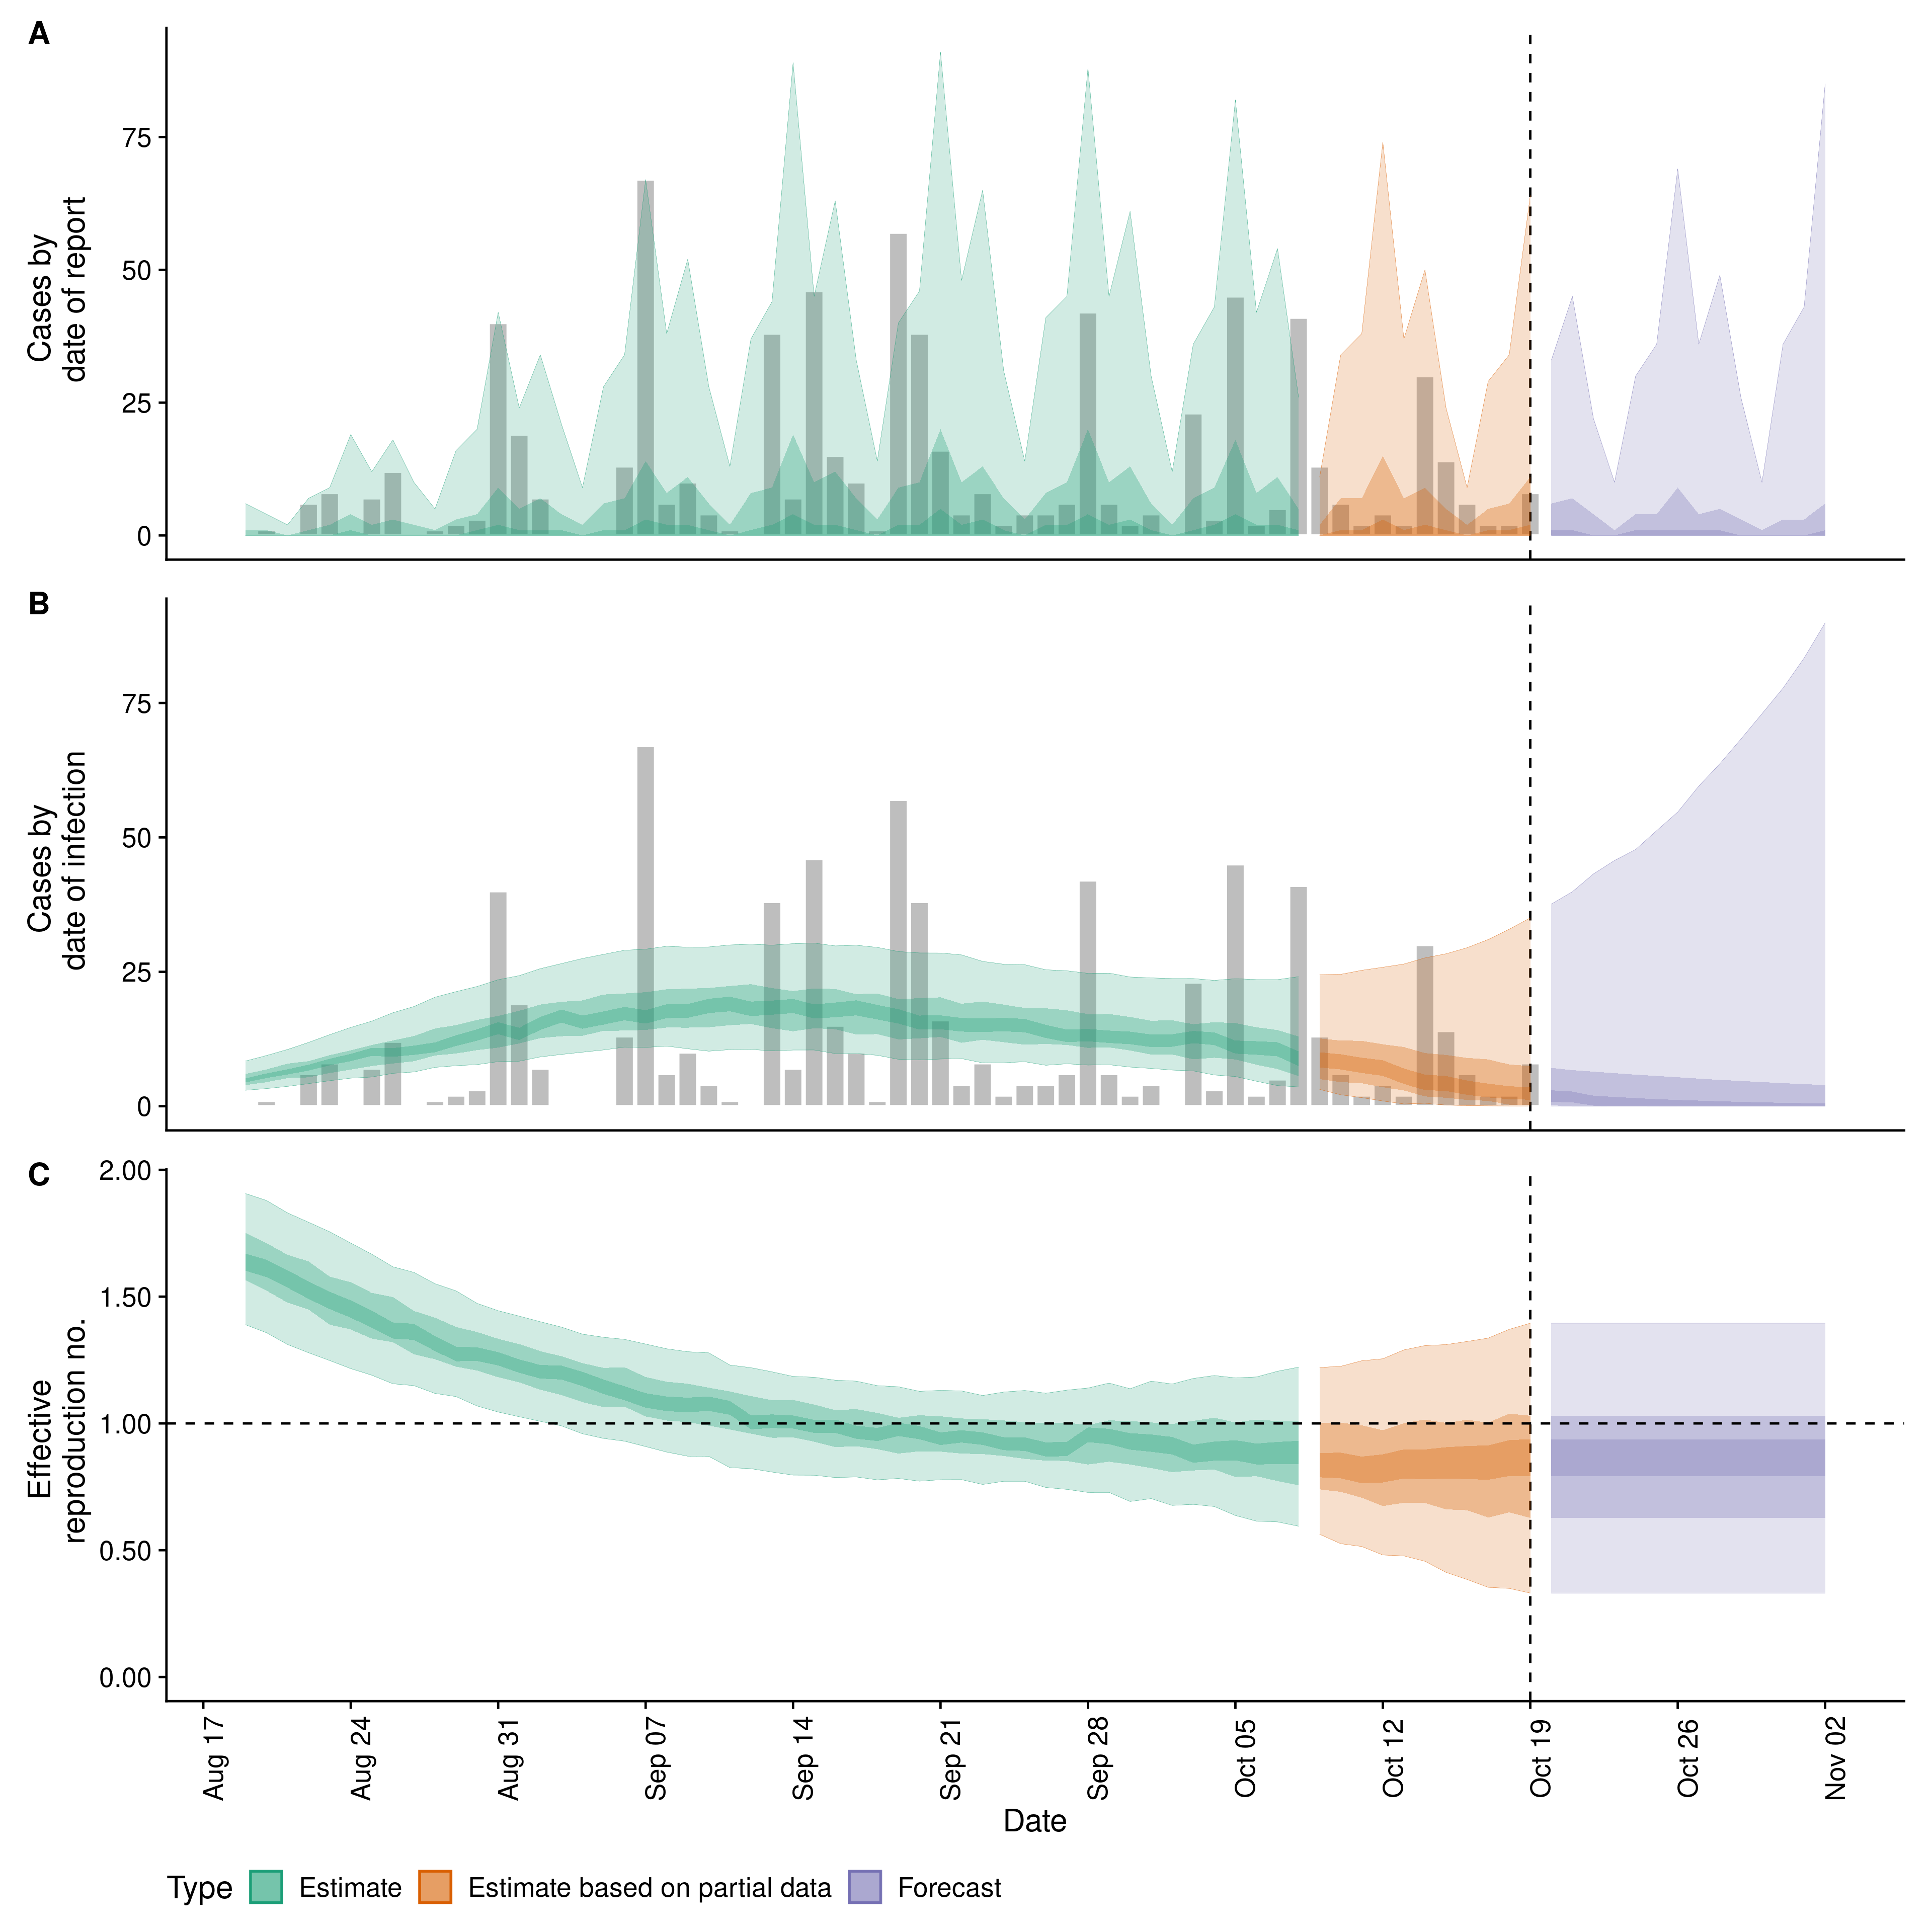 A
Cases by
date of report
75
50
25
0
B
Cases by
date of infection
75
50
25
0
C
Effective
reproduction no.
2.00
1.50
1.00
0.50
0.00
Aug 17
Aug 24
Aug 31
Sep 07
Sep 14
Sep 21
Sep 28
Oct 05
Oct 12
Oct 19
Oct 26
Nov 02
Date
Type Estimate Estimate based on partial data Forecast